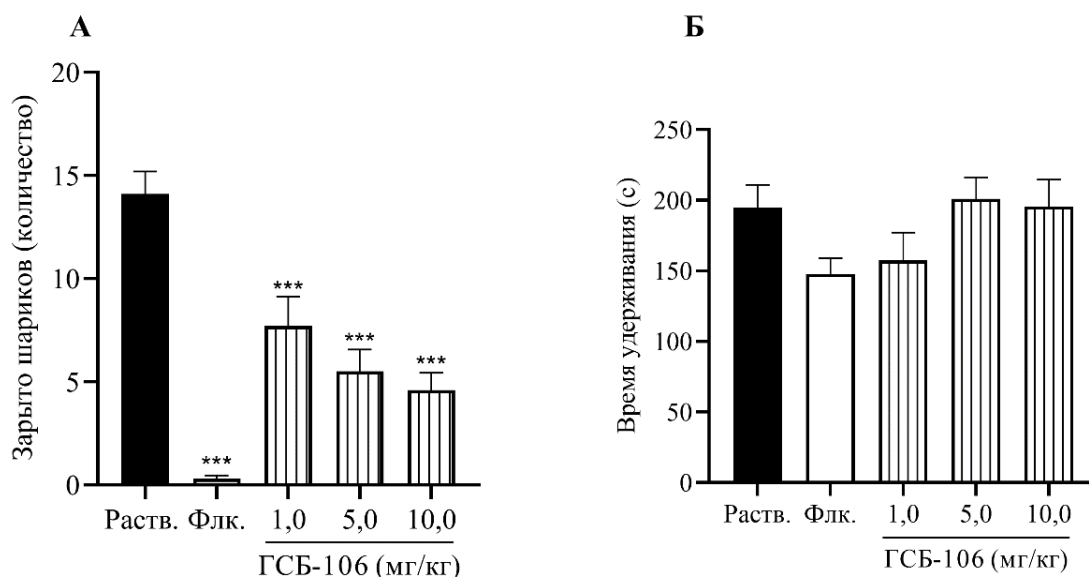 А
Зарыто шариков (количество)
20
15
10
5
0
***
***
***
***
Раств. Флк. 1,0 5,0 10,0
ГСБ-106 (мг/кг)
Б
Время удерживания (с)
250
200
150
100
50
0
Раств. Флк. 1,0 5,0 10,0
ГСБ-106 (мг/кг)